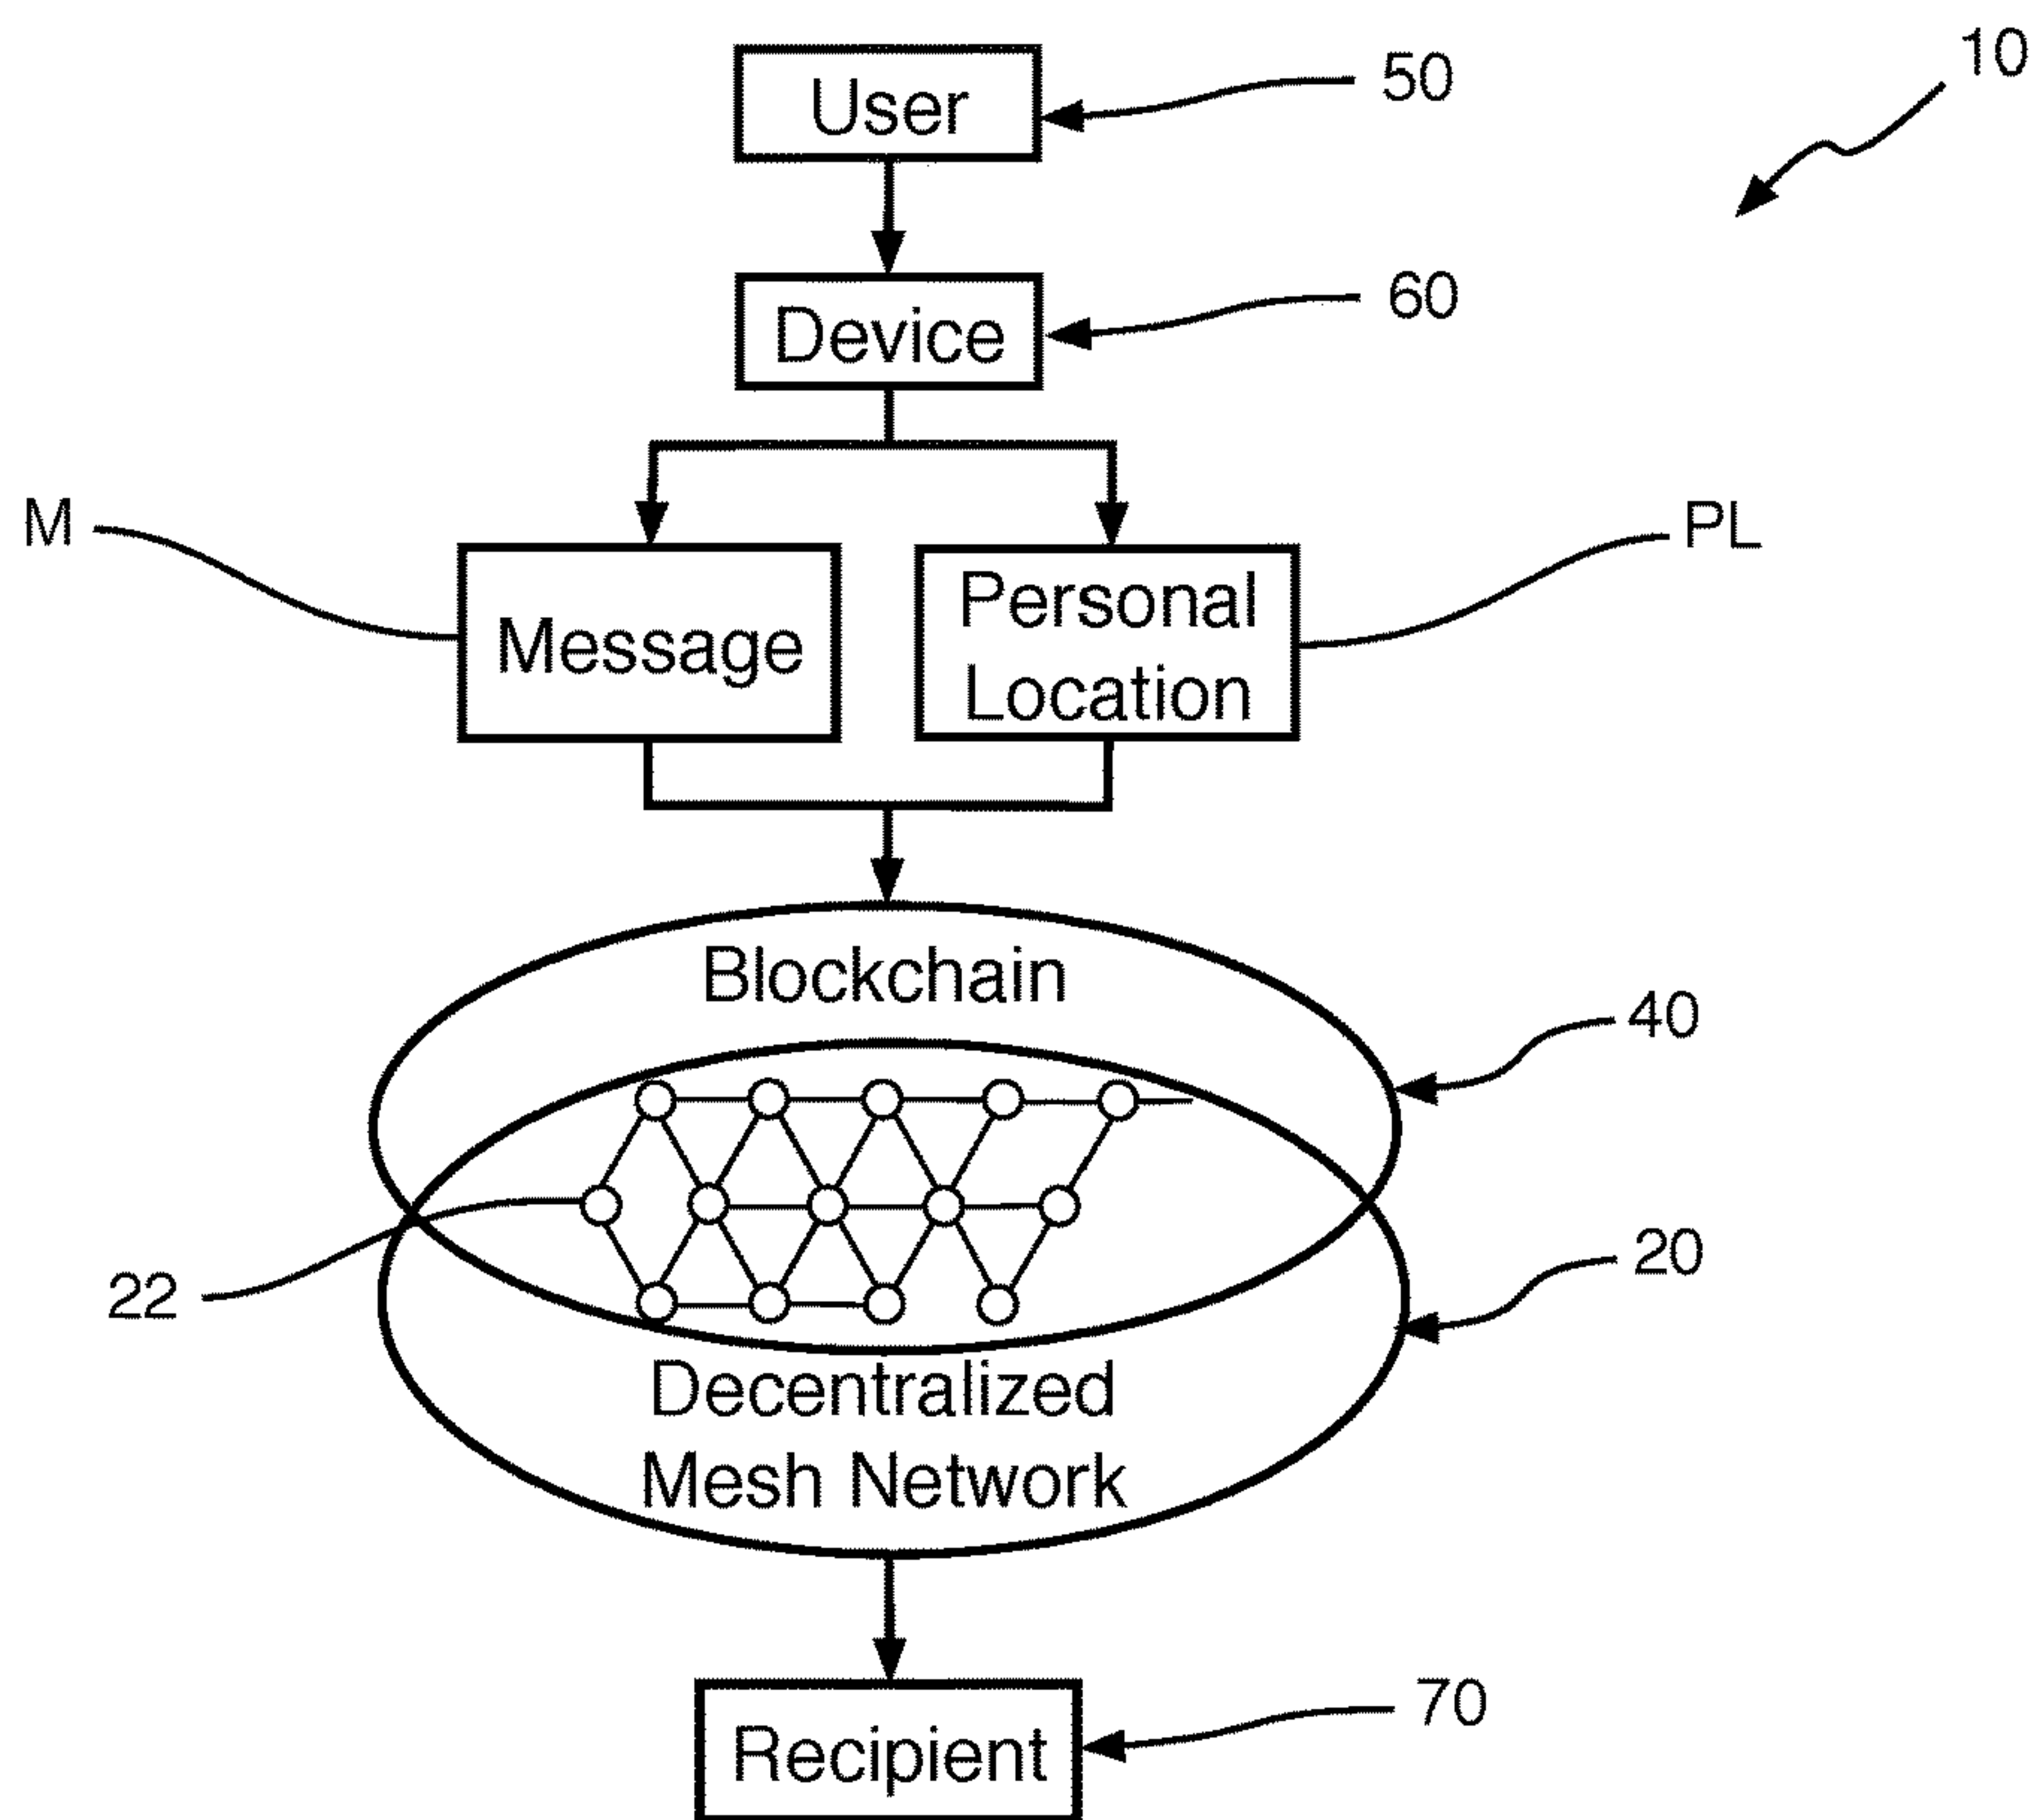 10
User
50
Device
60
M
Message
Personal
Location
PL
Blockchain
40
22
20
Decentralized
Mesh Network
Recipient
70